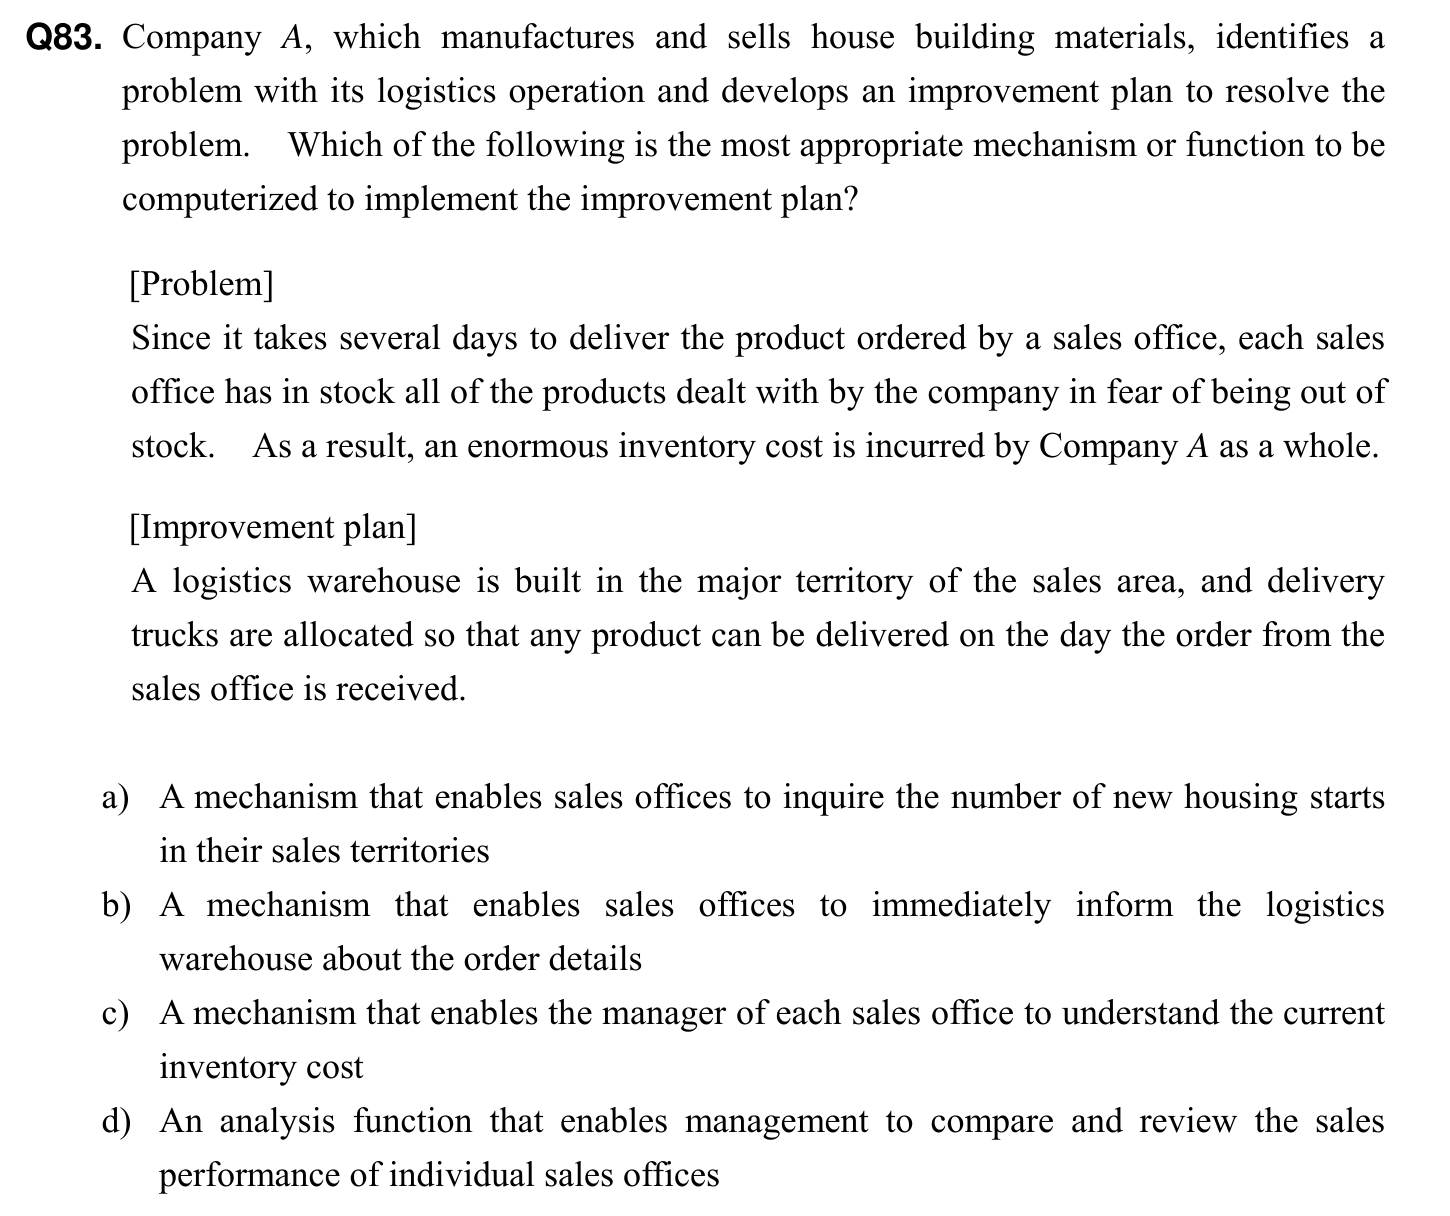 Q83. Company A, which manufactures and sells house building materials, identifies a
problem with its logistics operation and develops an improvement plan to resolve the
problem. Which of the following is the most appropriate mechanism or function to be
computerized to implement the improvement plan?
[Problem]
Since it takes several days to deliver the product ordered by a sales office, each sales
office has in stock all of the products dealt with by the company in fear of being out of
stock. As a result, an enormous inventory cost is incurred by Company A as a whole.
[Improvement plan]
A logistics warehouse is built in the major territory of the sales area, and delivery
trucks are allocated so that any product can be delivered on the day the order from the
sales office is received.
a) A mechanism that enables sales offices to inquire the number of new housing starts
in their sales territories
b) A mechanism that enables sales offices to immediately inform the logistics
warehouse about the order details
c) A mechanism that enables the manager of each sales office to understand the current
inventory cost
d) An analysis function that enables management to compare and review the sales
performance of individual sales offices